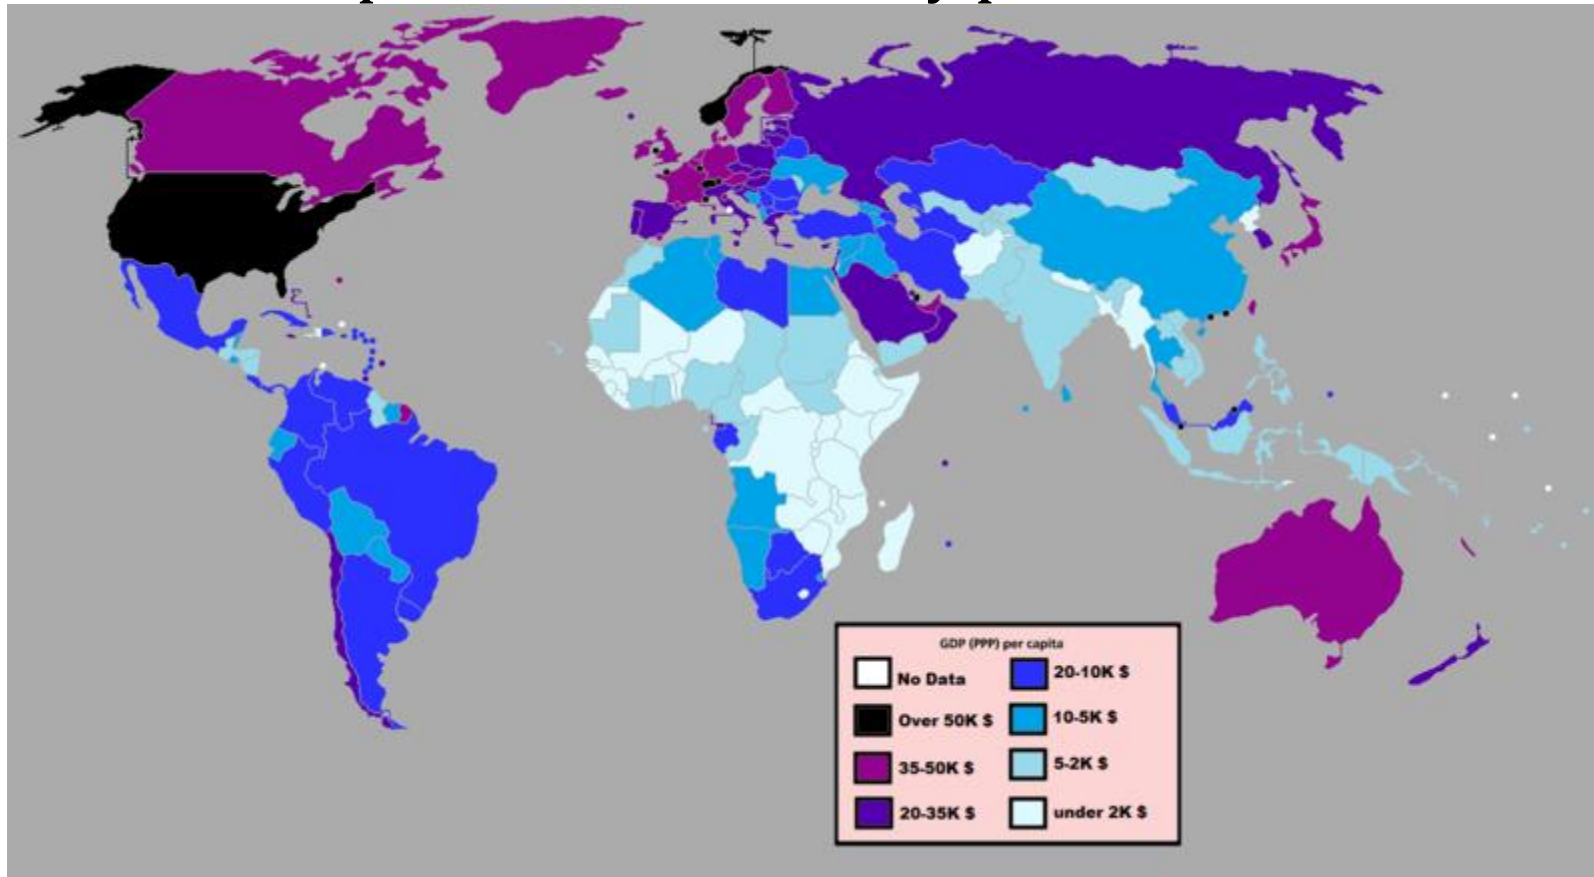 GDP (PPP) per capita
No Data
Over 50K $
35-50K $
20-35K $
20-10K $
10-5K $
5-2K $
under 2K $